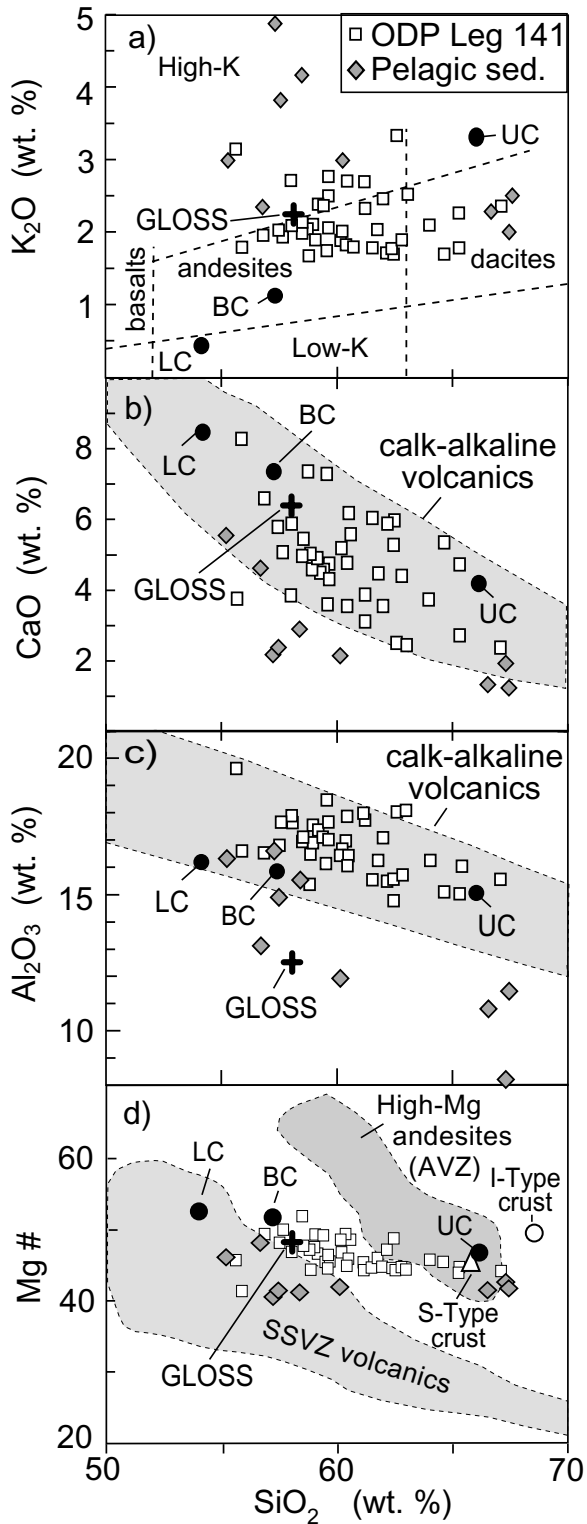 a)
ODP Leg 141
Pelagic sed.
High-K
UC
GLOSS
basalts
andesites
dacites
BC
LC
Low-K
K2O (wt. %)
5
4
3
2
1
b)
BC
LC
calk-alkaline
volcanics
GLOSS
UC
CaO (wt. %)
8
6
4
2
c)
calk-alkaline
volcanics
LC
BC
UC
GLOSS
Al2O3 (wt. %)
20
15
10
d)
High-Mg
andesites
(AVZ)
LC
BC
I-Type
crust
UC
S-Type
crust
SSVZ volcanics
GLOSS
Mg #
60
40
20
50 60 70
SiO2 (wt. %)